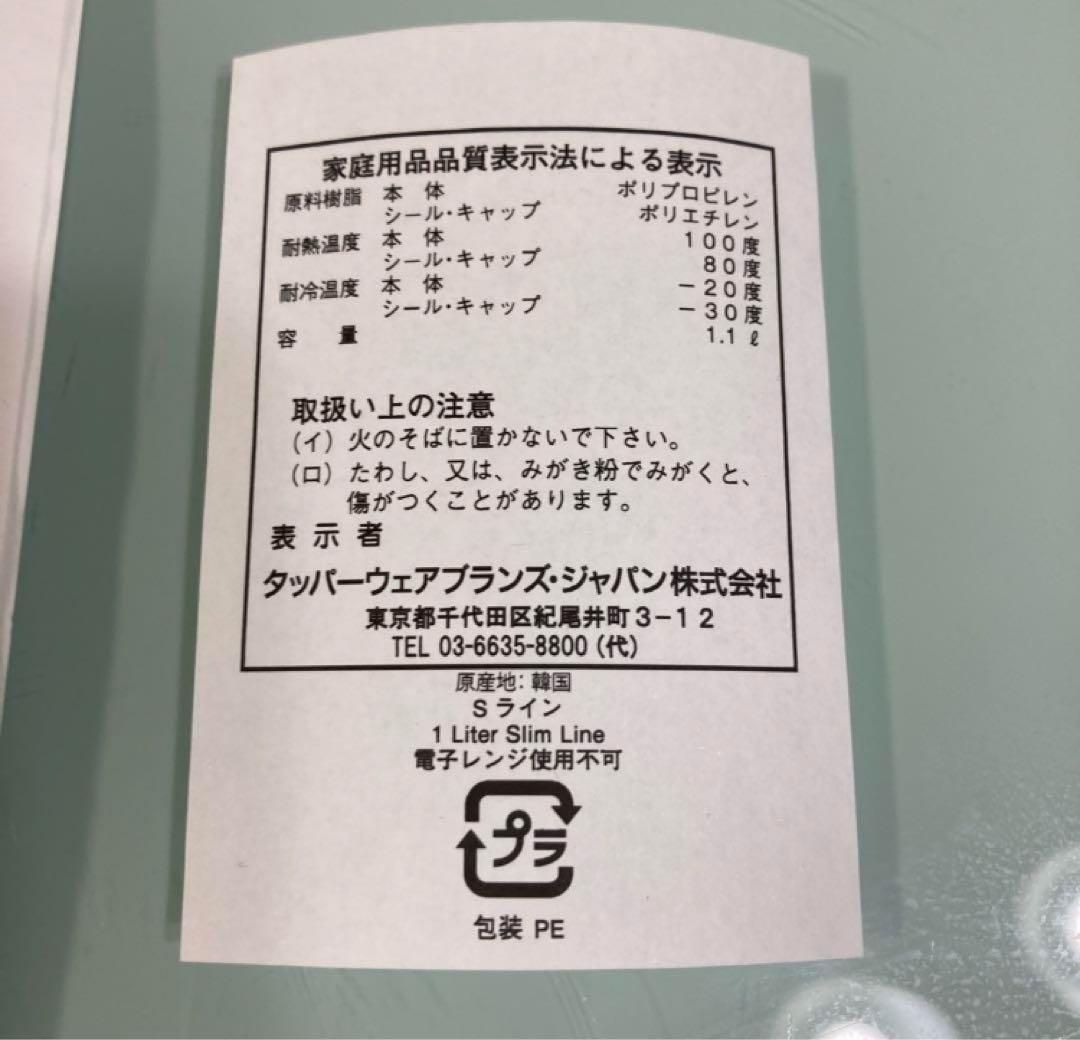 家庭用品品質表示法による表示
原料樹脂 本 体 ポリプロピレン
シール・キャップ ポリエチレン
耐熱温度 本 体 100度
シール・キャップ 80度
耐冷温度 本 体 −20度
シール・キャップ −30度
容 量 1.1ℓ
取扱い上の注意
(イ) 火のそばに置かないで下さい。
(ロ) たわし、又は、みがき粉でみがくと、
傷がつくことがあります。
表示者
タッパーウェアブランズ・ジャパン株式会社
東京都千代田区紀尾井町3−12
TEL 03-6635-8800 (代)
原産地: 韓国
S ライン
1 Liter Slim Line
電子レンジ使用不可
プラ
包装 PE